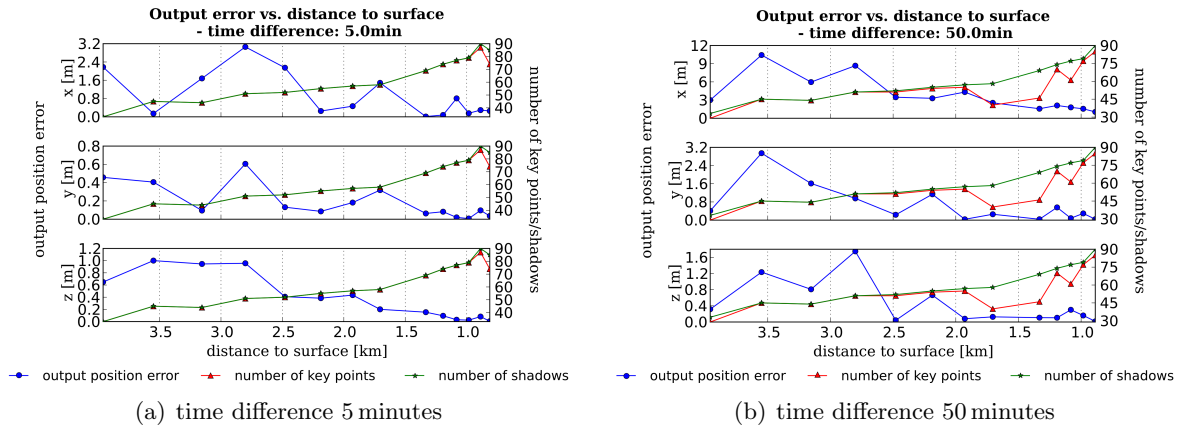 Output error vs. distance to surface
- time difference: 5.0min
output position error
x [m]
3.2
2.4
1.6
0.8
0.0
90
80
70
60
50
40
y [m]
0.8
0.6
0.4
0.2
0.0
90
80
70
60
50
40
z [m]
1.2
1.0
0.8
0.6
0.4
0.2
0.0
90
80
70
60
50
40
number of key points/shadows
3.5 3.0 2.5 2.0 1.5 1.0
distance to surface [km]
output position error number of key points number of shadows
(a) time difference 5 minutes
Output error vs. distance to surface
- time difference: 50.0min
output position error
x [m]
12
9
6
3
0
90
75
60
45
30
y [m]
3.2
2.4
1.6
0.8
0.0
90
75
60
45
30
z [m]
1.6
1.2
0.8
0.4
0.0
90
75
60
45
30
number of key points/shadows
3.5 3.0 2.5 2.0 1.5 1.0
distance to surface [km]
output position error number of key points number of shadows
(b) time difference 50 minutes